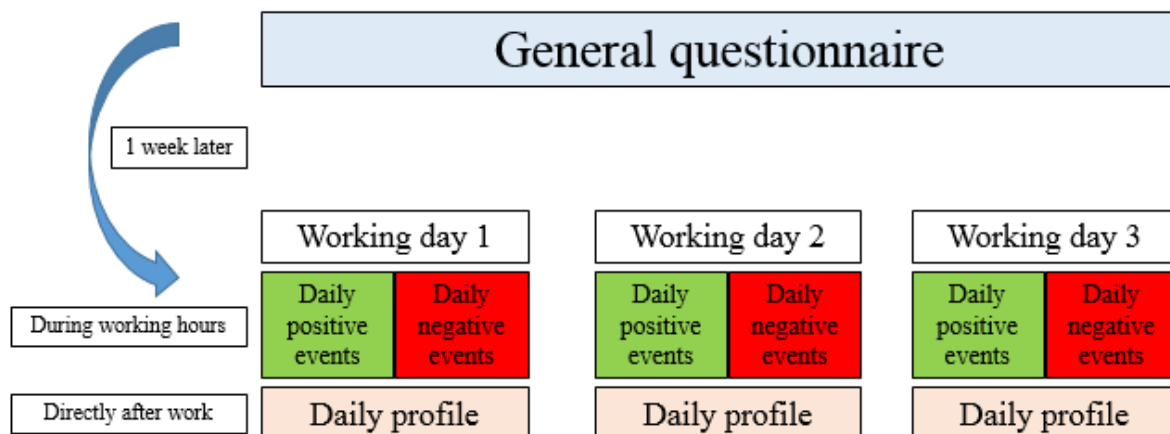 General questionnaire
1 week later
Working day 1
Working day 2
Working day 3
During working hours
Daily
positive
events
Daily
negative
events
Daily
positive
events
Daily
negative
events
Daily
positive
events
Daily
negative
events
Directly after work
Daily profile
Daily profile
Daily profile